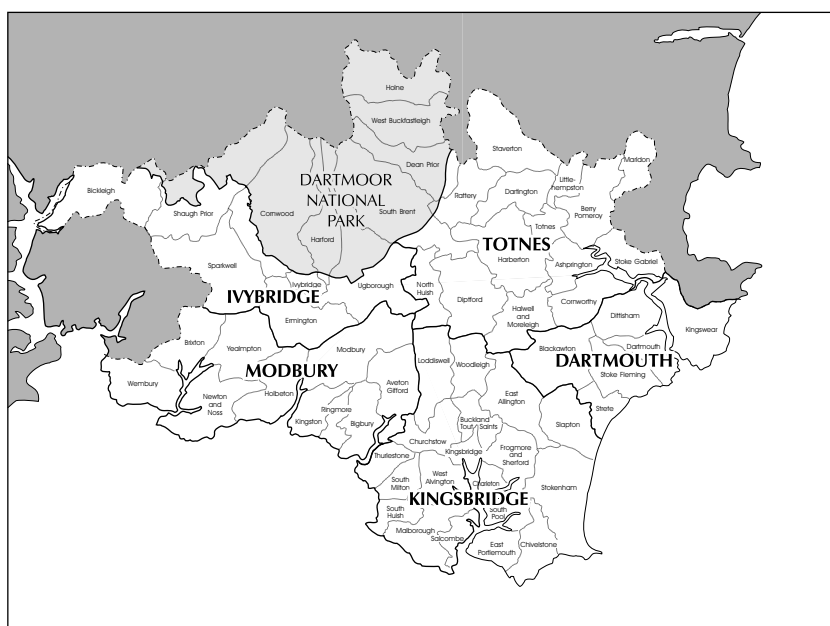 Holne
West Buckfastleigh
Dean Prior
DARTMOOR
NATIONAL
PARK
South Brent
Cornwood
Harford
Staverton
Marldon
Little-
hempston
Rattery
Dartington
Berry
Pomeroy
Totnes
TOTNES
Harberton
Ashprington
Stoke Gabriel
Bickleigh
Shaugh Prior
Sparkwell
Ivybridge
IVYBRIDGE
Ugborough
Ermington
North
Huish
Diptford
Halwell
and
Moreleigh
Cornworthy
Dittisham
Kingswear
Brixton
Yealmpton
Modbury
MODBURY
Wembury
Newton
and
Noss
Holbeton
Aveton
Gifford
Ringmore
Kingston
Bigbury
Loddiswell
Woodleigh
Blackawton
Dartmouth
DARTMOUTH
Stoke Fleming
East
Allington
Slapton
Strete
Buckland
Tout
Saints
Churchstow
Kingsbridge
Frogmore
and
Sherford
Thurlestone
South
Milton
West
Alvington
Charleton
Stokenham
KINGSBRIDGE
South
Huish
South
Pool
Malborough
Salcombe
East
Portlemouth
Chivelstone